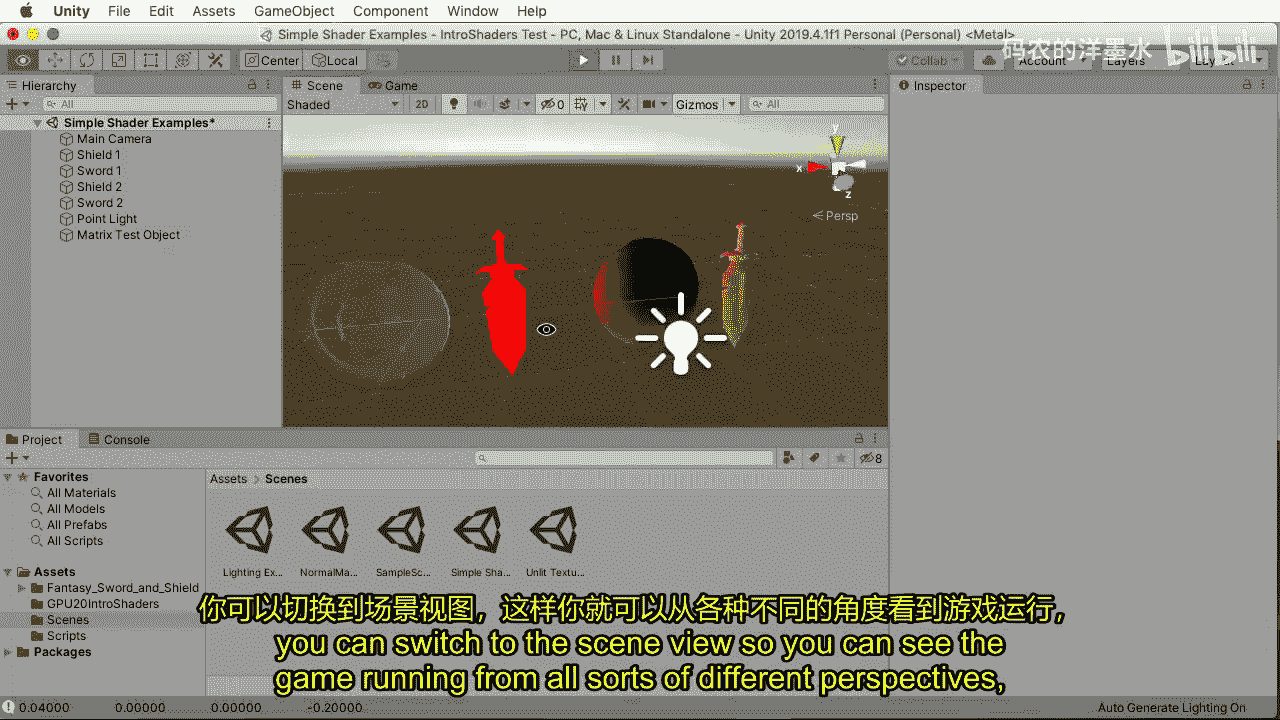 Unity File Edit Assets GameObject Component Window Help
Simple Shader Examples - IntroShaders Test - PC, Mac & Linux Standalone - Unity 2019.4.1f1 Personal (Personal) <Metal>
码农的洋墨水 bilibili
Center Local Collab Account Layers
Hierarchy Scene Game Inspector
All Shaded 2D 0 Gizmos All
Simple Shader Examples*
Main Camera
Shield 1
Sword 1
Shield 2
Sword 2
Point Light
Matrix Test Object
y
x
z
Persp
Project Console
8
Favorites
All Materials
All Models
All Prefabs
All Scripts
Assets
Fantasy_Sword_and_Shield
GPU20IntroShaders
Scenes
Scripts
Packages
Assets > Scenes
Lighting Ex... NormalMa... SampleSc... Simple Sha... Unlit Textu...
你可以切换到场景视图，这样你就可以从各种不同的角度看到游戏运行，
you can switch to the scene view so you can see the
game running from all sorts of different perspectives,
0.04000 0.00000 0.00000 -0.20000 Auto Generate Lighting On